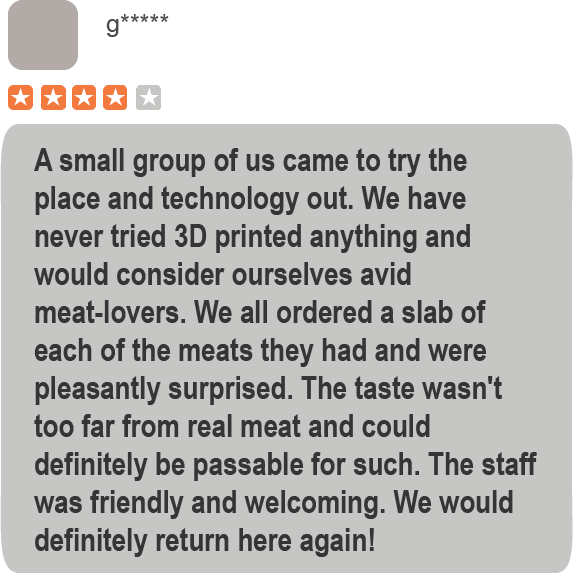 g*****
A small group of us came to try the
place and technology out. We have
never tried 3D printed anything and
would consider ourselves avid
meat-lovers. We all ordered a slab of
each of the meats they had and were
pleasantly surprised. The taste wasn't
too far from real meat and could
definitely be passable for such. The staff
was friendly and welcoming. We would
definitely return here again!